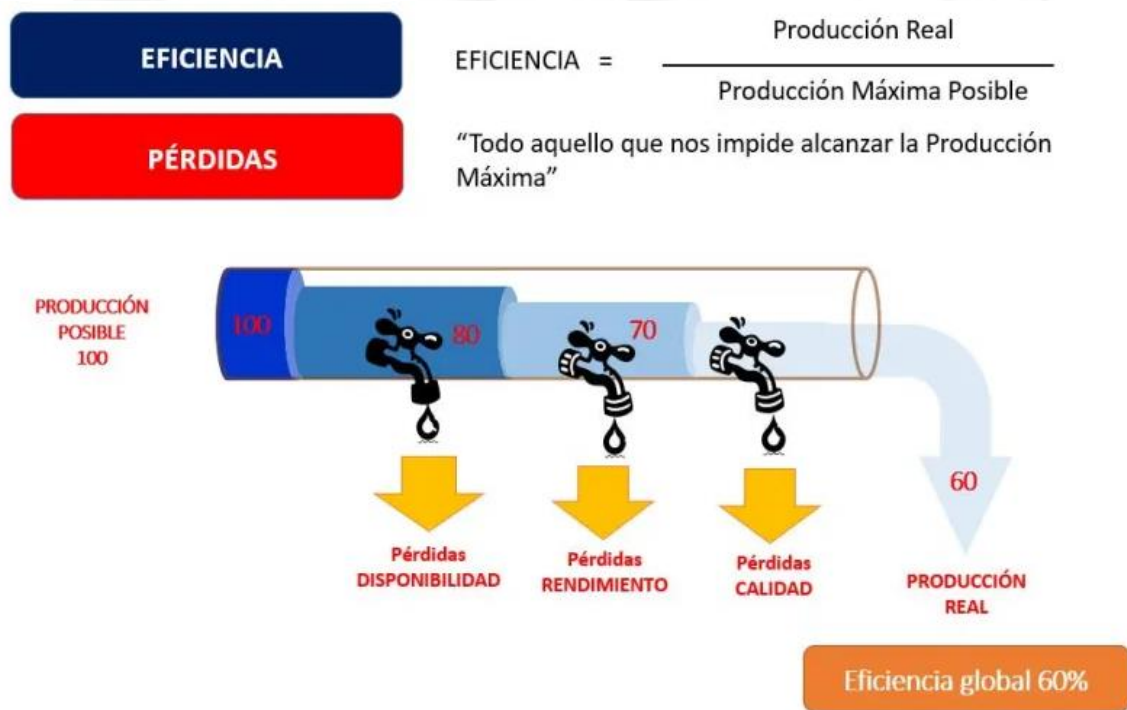 EFICIENCIA
EFICIENCIA =
Producción Real
Producción Máxima Posible
PÉRDIDAS
“Todo aquello que nos impide alcanzar la Producción
Máxima”
PRODUCCIÓN
POSIBLE
100
100
80
70
60
Pérdidas
DISPONIBILIDAD
Pérdidas
RENDIMIENTO
Pérdidas
CALIDAD
PRODUCCIÓN
REAL
Eficiencia global 60%